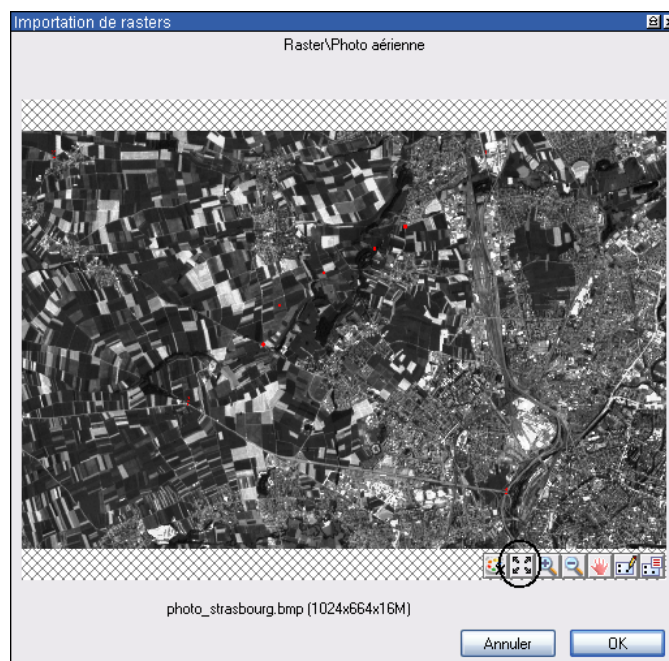 Importation de rasters
Raster\Photo aérienne
photo_strasbourg.bmp (1024x664x16M)
Annuler
OK